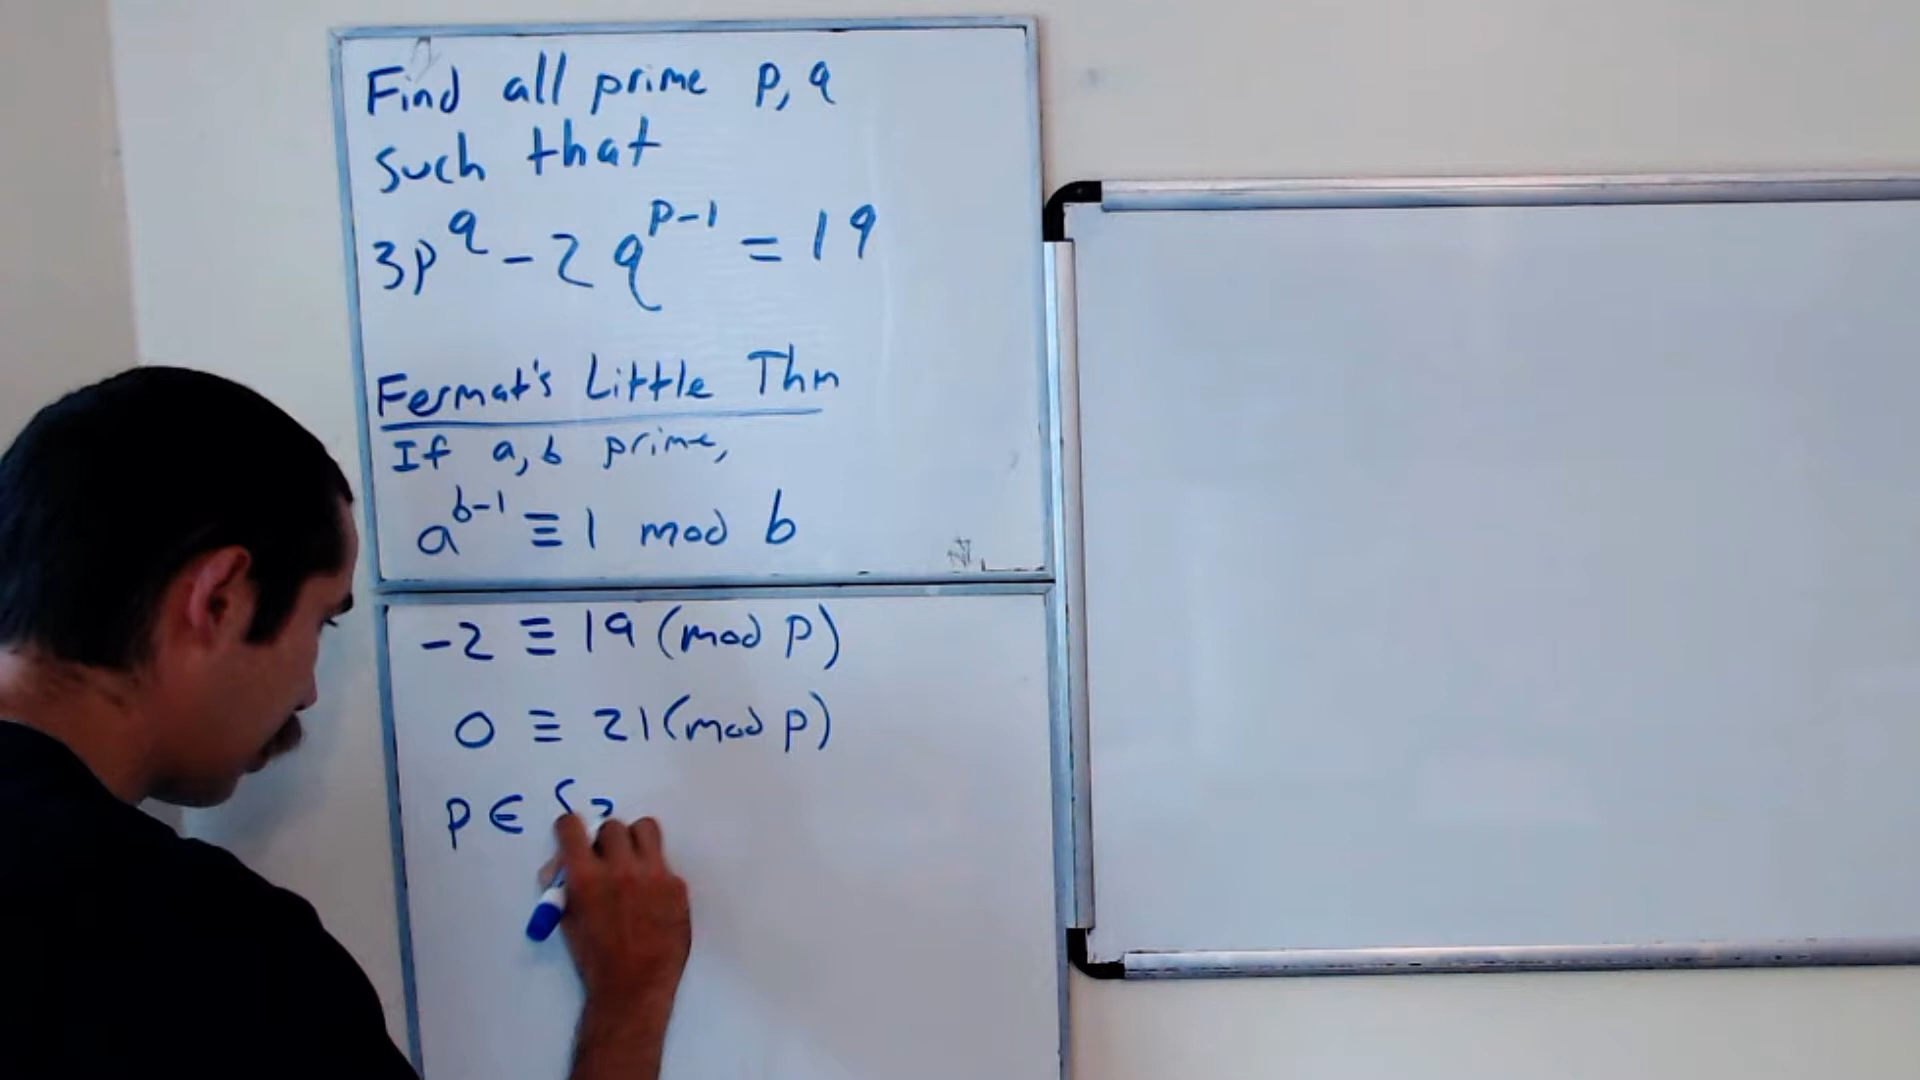 Find all prime p, q
such that
3p^q - 2q^{p-1} = 19
Fermat's Little Thm
If a, b prime,
a^{b-1} ≡ 1 mod b
-2 ≡ 19 (mod p)
0 ≡ 21 (mod p)
p ∈ {